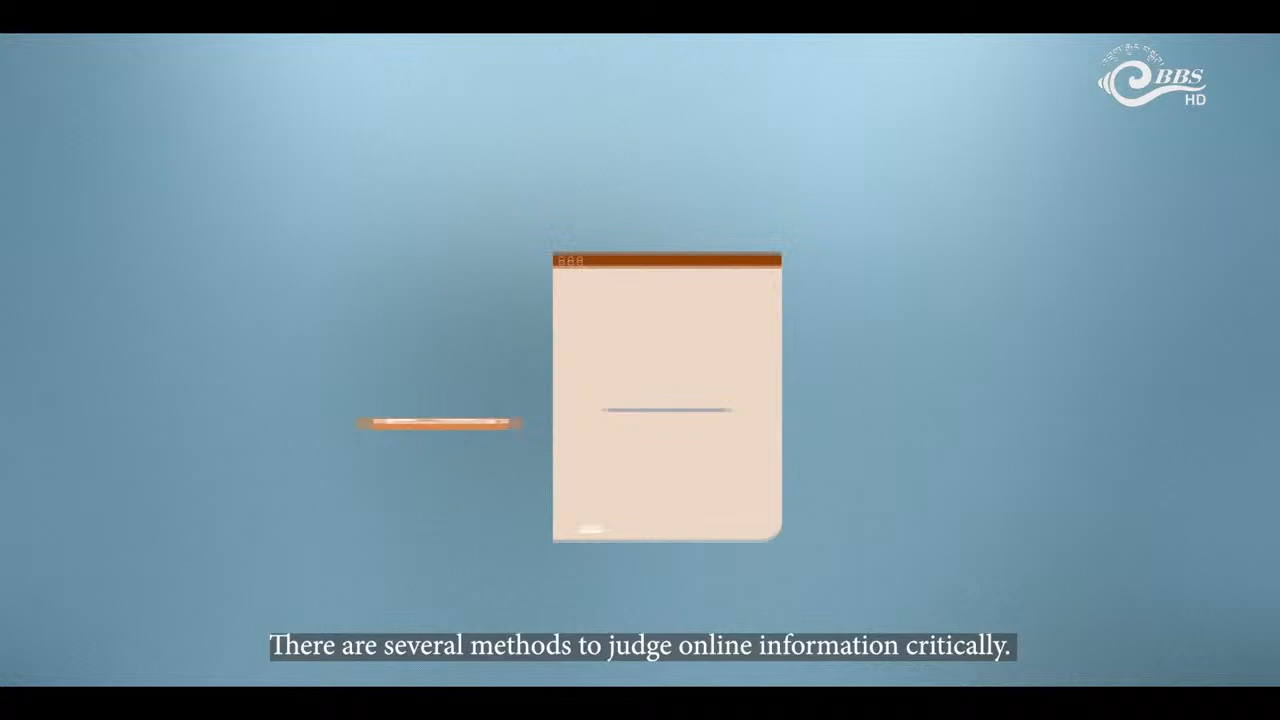 BBS
HD
There are several methods to judge online information critically.